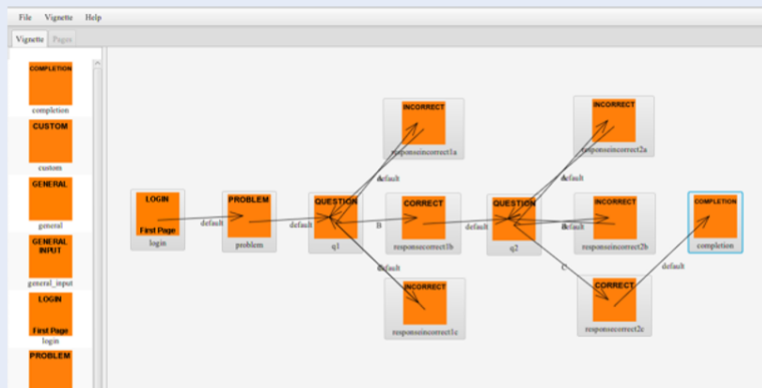 File Vignette Help
Vignette Pages
COMPLETION
completion
CUSTOM
custom
GENERAL
general
GENERAL
INPUT
general_input
LOGIN
First Page
login
PROBLEM
LOGIN
First Page
login
default
PROBLEM
problem
default
QUESTION
q1
INCORRECT
responseincorrect1a
default
B
CORRECT
responsecorrect1b
default
INCORRECT
responseincorrect1c
default
QUESTION
q2
INCORRECT
responseincorrect2a
default
INCORRECT
responseincorrect2b
default
C
CORRECT
responsecorrect2c
default
COMPLETION
completion